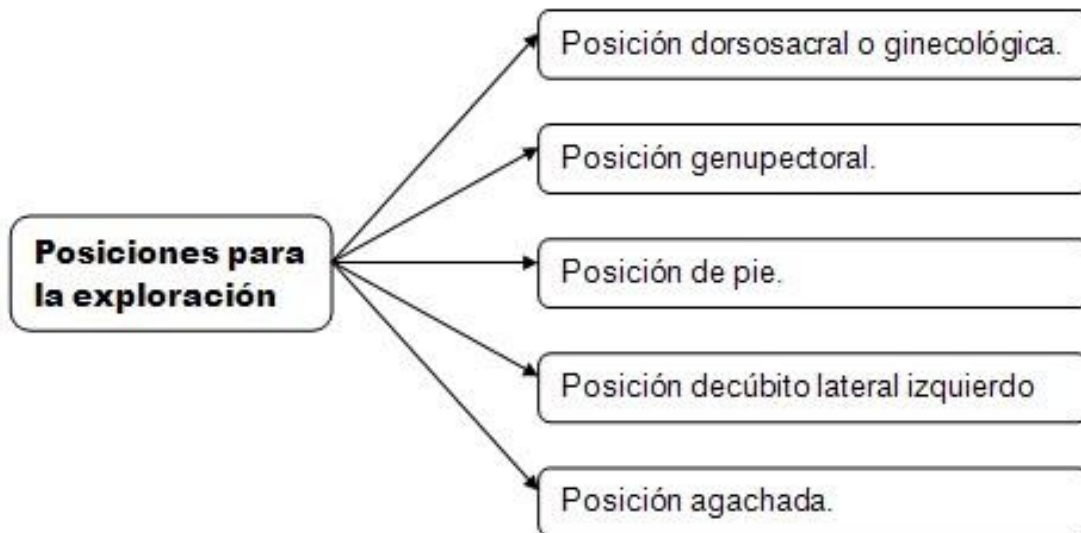 Posición dorsosacral o ginecológica.
Posición genupectoral.
Posiciones para
la exploración
Posición de pie.
Posición decúbito lateral izquierdo
Posición agachada.